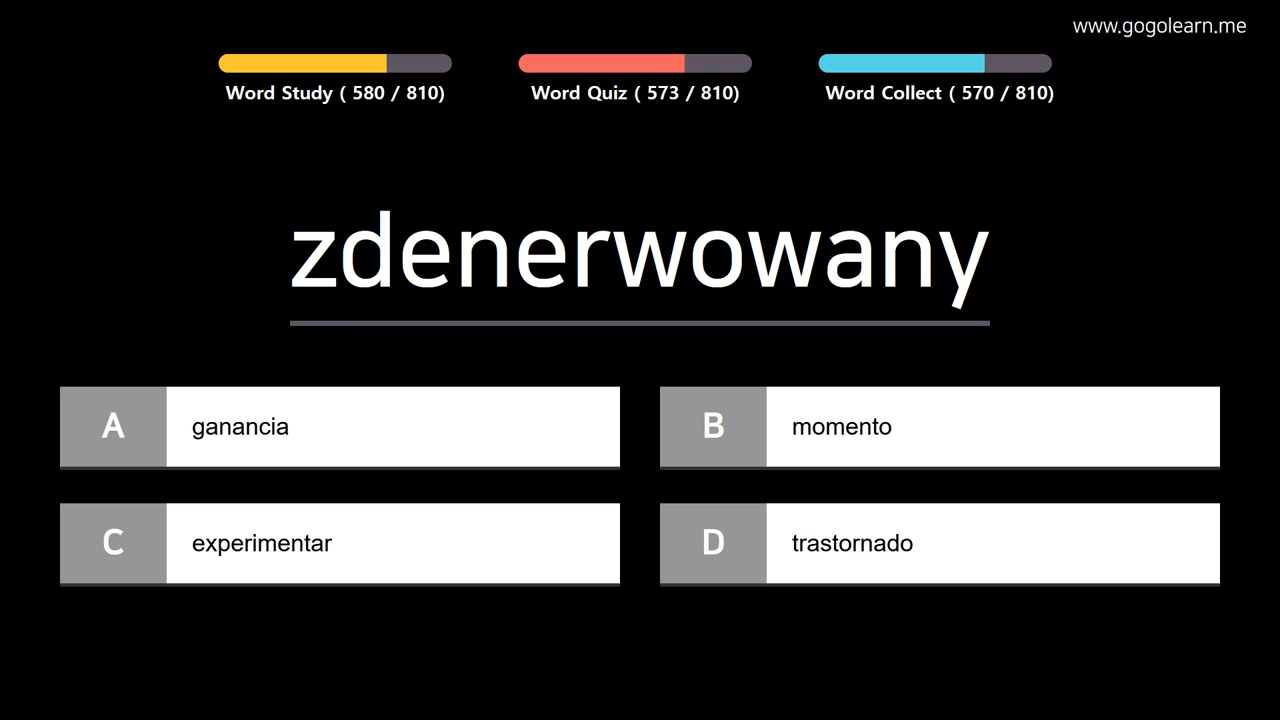 www.gogolearn.me
Word Study ( 580 / 810)
Word Quiz ( 573 / 810)
Word Collect ( 570 / 810)
zdenerwowany
A ganancia
B momento
C experimentar
D trastornado